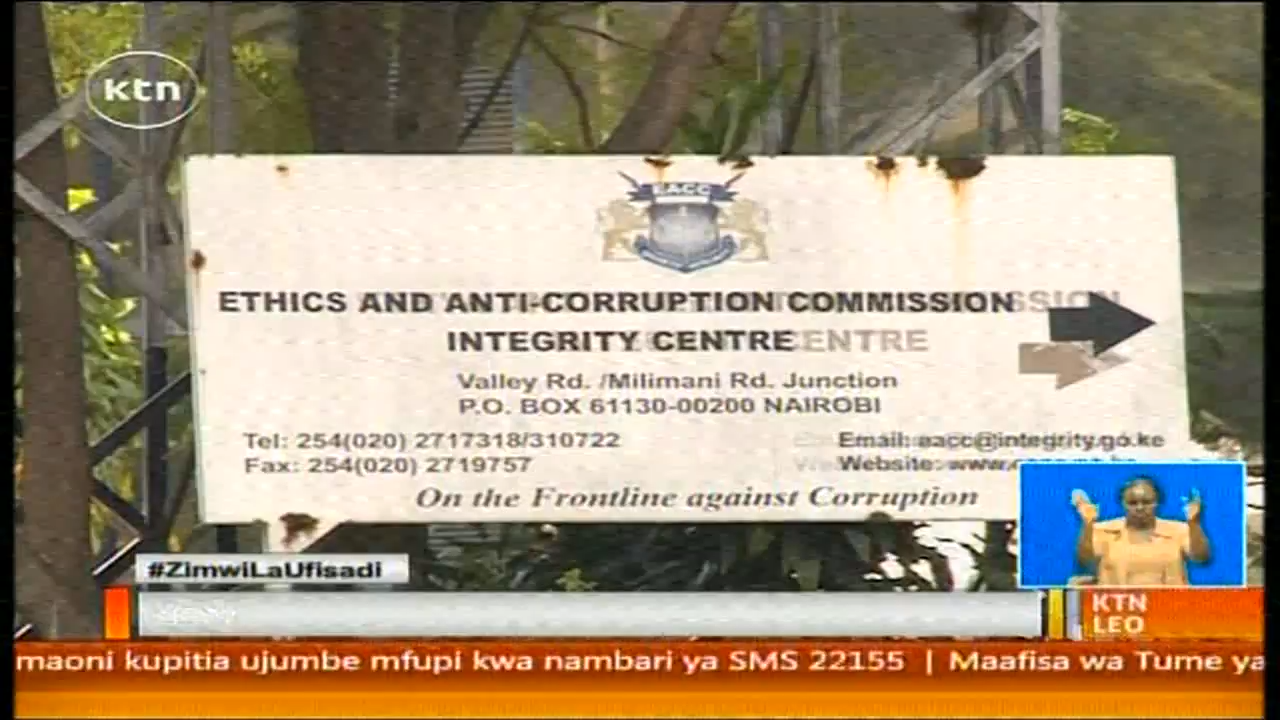 ktn
EACC
ETHICS AND ANTI-CORRUPTION COMMISSION
INTEGRITY CENTRE
Valley Rd. /Milimani Rd. Junction
P.O. BOX 61130-00200 NAIROBI
Tel: 254(020) 2717318/310722
Email: eacc@integrity.go.ke
Fax: 254(020) 2719757
Website: 
On the Frontline against Corruption
#ZimwiLaUfisadi
KTN
LEO
maoni kupitia ujumbe mfupi kwa nambari ya SMS 22155 | Maafisa wa Tume ya